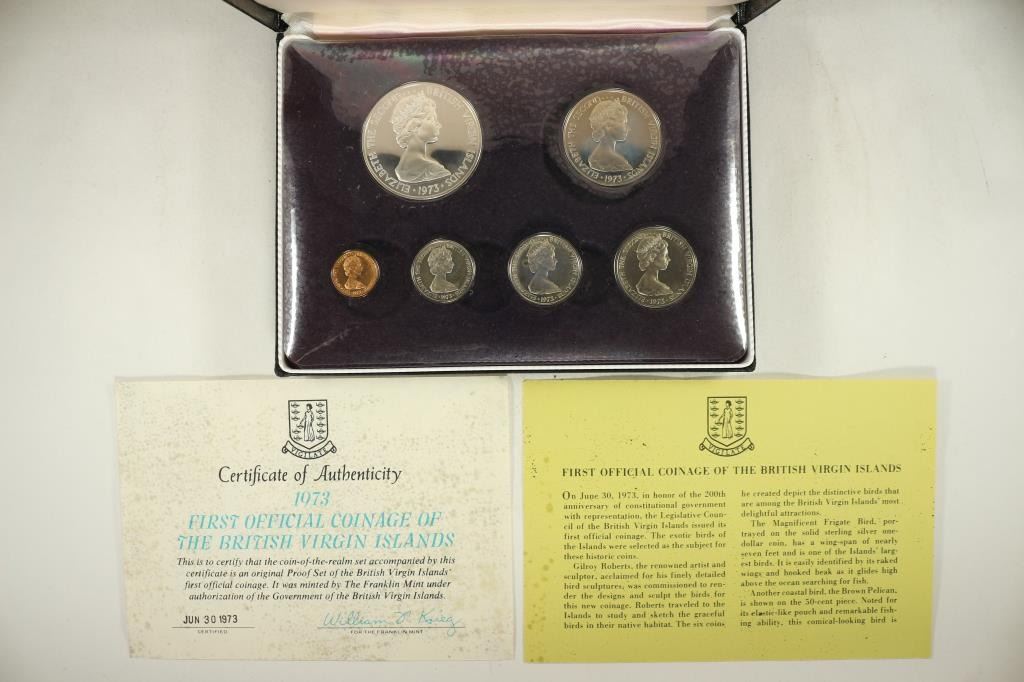 ELIZABETH THE SECOND BRITISH VIRGIN ISLANDS · 1973 ·
ELIZABETH THE SECOND BRITISH VIRGIN ISLANDS · 1973 ·
1973
1973
1973
VIGILATE
Certificate of Authenticity
1973
FIRST OFFICIAL COINAGE OF
THE BRITISH VIRGIN ISLANDS
This is to certify that the coin-of-the-realm set accompanied by this
certificate is an original Proof Set of the British Virgin Islands'
first official coinage. It was minted by The Franklin Mint under
authorization of the Government of the British Virgin Islands.
JUN 30 1973
CERTIFIED
FOR THE FRANKLIN MINT
VIGILATE
FIRST OFFICIAL COINAGE OF THE BRITISH VIRGIN ISLANDS
On June 30, 1973, in honor of the 200th
anniversary of constitutional government
with representation, the Legislative Coun-
cil of the British Virgin Islands issued its
first official coinage. The exotic birds of
the Islands were selected as the subject for
these historic coins.
Gilroy Roberts, the renowned artist and
sculptor, acclaimed for his finely detailed
bird sculptures, was commissioned to ren-
der the designs and sculpt the birds for
this new coinage. Roberts traveled to the
Islands to study and sketch the graceful
birds in their native habitat. The six coins
he created depict the distinctive birds that
are among the British Virgin Islands' most
delightful attractions.
The Magnificent Frigate Bird, por-
trayed on the solid sterling silver one-
dollar coin, has a wing-span of nearly
seven feet and is one of the Islands' larg-
est birds. It is easily identified by its raked
wings and hooked beak as it glides high
above the ocean searching for fish.
Another coastal bird, the Brown Pelican,
is shown on the 50-cent piece. Noted for
its elastic-like pouch and remarkable fish-
ing ability, this comical-looking bird is